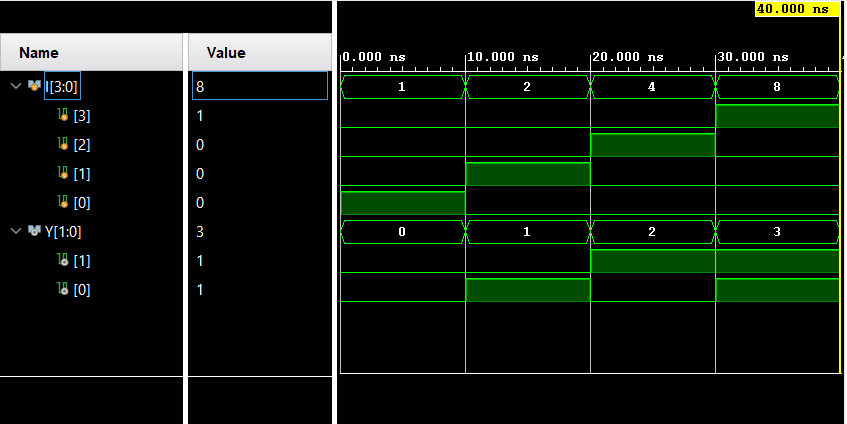 40.000 ns
Name Value
0.000 ns 10.000 ns 20.000 ns 30.000 ns
I[3:0] 8 1 2 4 8
[3] 1
[2] 0
[1] 0
[0] 0
Y[1:0] 3 0 1 2 3
[1] 1
[0] 1